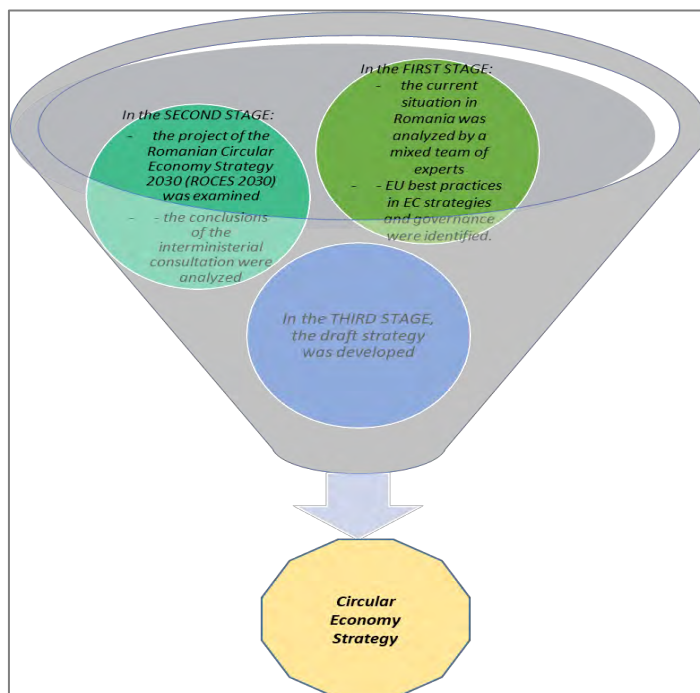 In the FIRST STAGE:
- the current
situation in
Romania was
analyzed by a
mixed team of
experts
- - EU best practices
in EC strategies
and governance
were identified.
In the SECOND STAGE:
- the project of the
Romanian Circular
Economy Strategy
2030 (ROCES 2030)
was examined
- - the conclusions
of the
interministerial
consultation were
analyzed
In the THIRD STAGE,
the draft strategy
was developed
Circular
Economy
Strategy